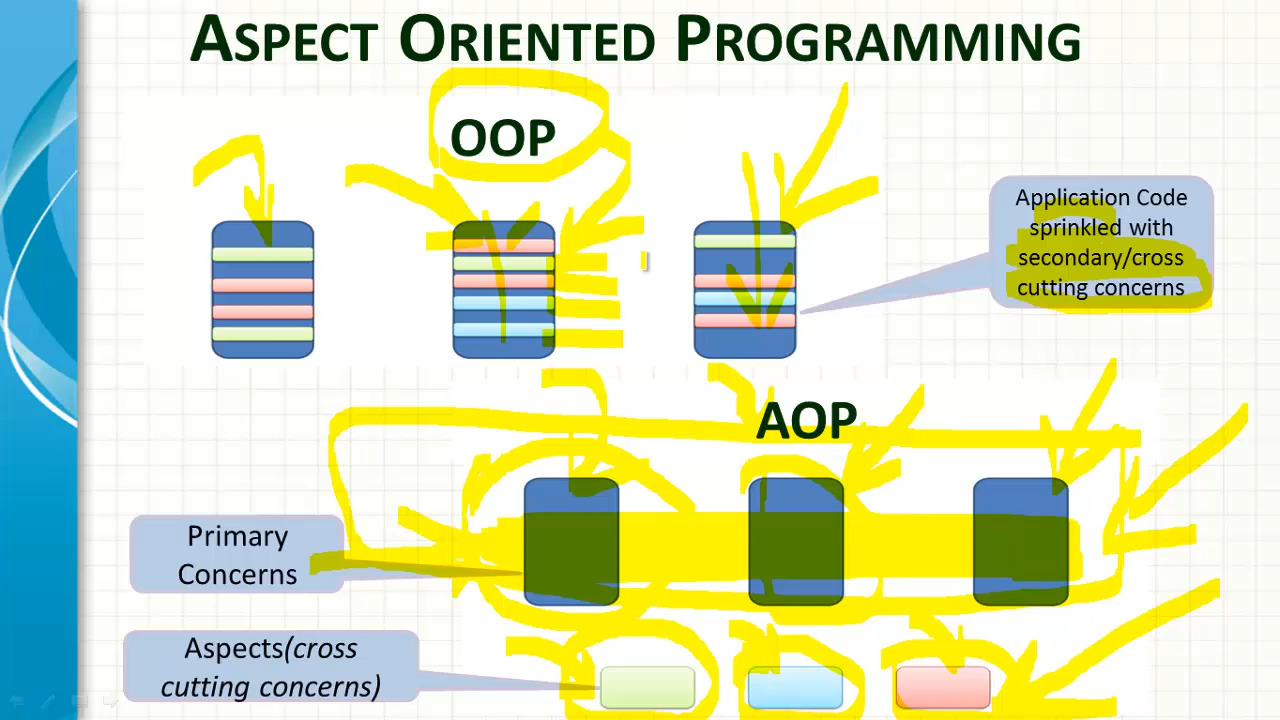 ASPECT ORIENTED PROGRAMMING
OOP
Application Code
sprinkled with
secondary/cross
cutting concerns
AOP
Primary
Concerns
Aspects(cross
cutting concerns)